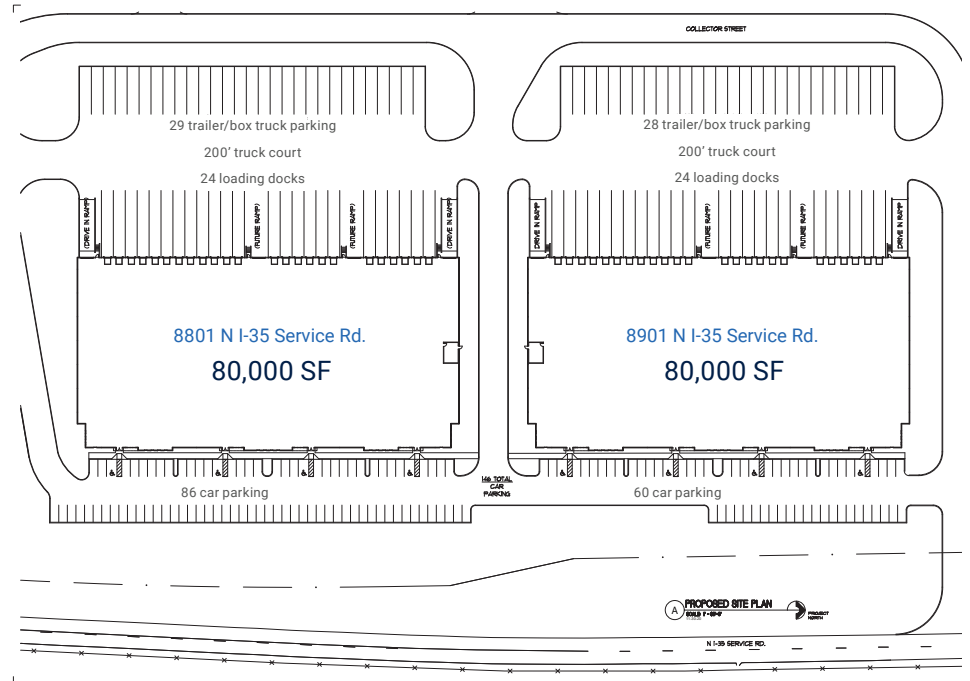 COLLECTOR STREET
29 trailer/box truck parking
200' truck court
24 loading docks
28 trailer/box truck parking
200' truck court
24 loading docks
(DRIVE IN RAMP)
(FUTURE RAMP)
(FUTURE RAMP)
(DRIVE IN RAMP)
DRIVE IN RAMP
(FUTURE RAMP)
(FUTURE RAMP)
DRIVE IN RAMP
8801 N I-35 Service Rd.
80,000 SF
8901 N I-35 Service Rd.
80,000 SF
86 car parking
146 TOTAL
CAR
PARKING
60 car parking
A
PROPOSED SITE PLAN
PROJECT
NORTH
N I-35 SERVICE RD.